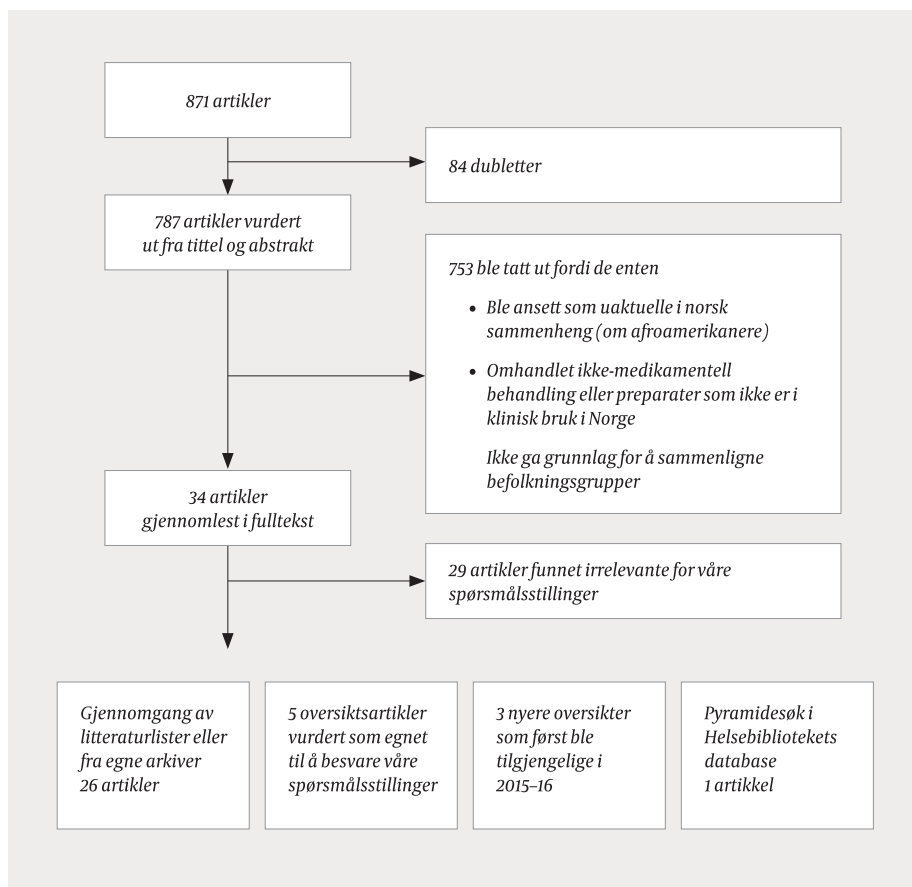 871 artikler
84 dubletter
787 artikler vurdert
ut fra tittel og abstrakt
753 ble tatt ut fordi de enten
• Ble ansett som uaktuelle i norsk
sammenheng (om afroamerikanere)
• Omhandlet ikke-medikamentell
behandling eller preparater som ikke er i
klinisk bruk i Norge
Ikke ga grunnlag for å sammenligne
befolkningsgrupper
34 artikler
gjennomlest i fulltekst
29 artikler funnet irrelevante for våre
spørsmålsstillinger
Gjennomgang av
litteraturlister eller
fra egne arkiver
26 artikler
5 oversiktsartikler
vurdert som egnet
til å besvare våre
spørsmålsstillinger
3 nyere oversikter
som først ble
tilgjengelige i
2015–16
Pyramidesøk i
Helsebibliotekets
database
1 artikkel